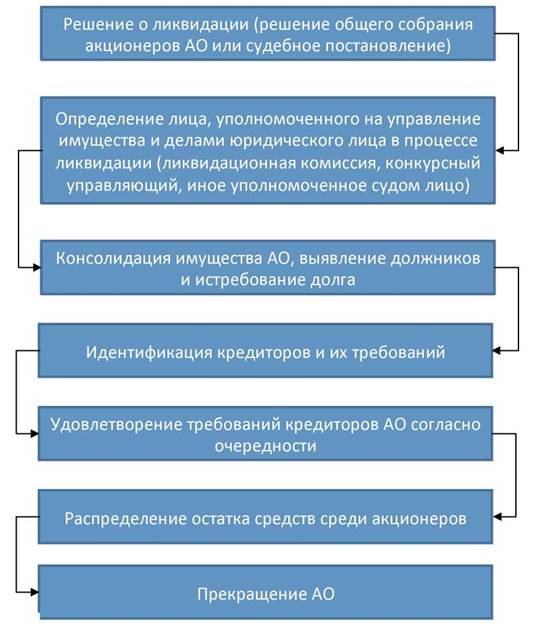 Решение о ликвидации (решение общего собрания
акционеров АО или судебное постановление)
Определение лица, уполномоченного на управление
имущества и делами юридического лица в процессе
ликвидации (ликвидационная комиссия, конкурсный
управляющий, иное уполномоченное судом лицо)
Консолидация имущества АО, выявление должников
и истребование долга
Идентификация кредиторов и их требований
Удовлетворение требований кредиторов АО согласно
очередности
Распределение остатка средств среди акционеров
Прекращение АО